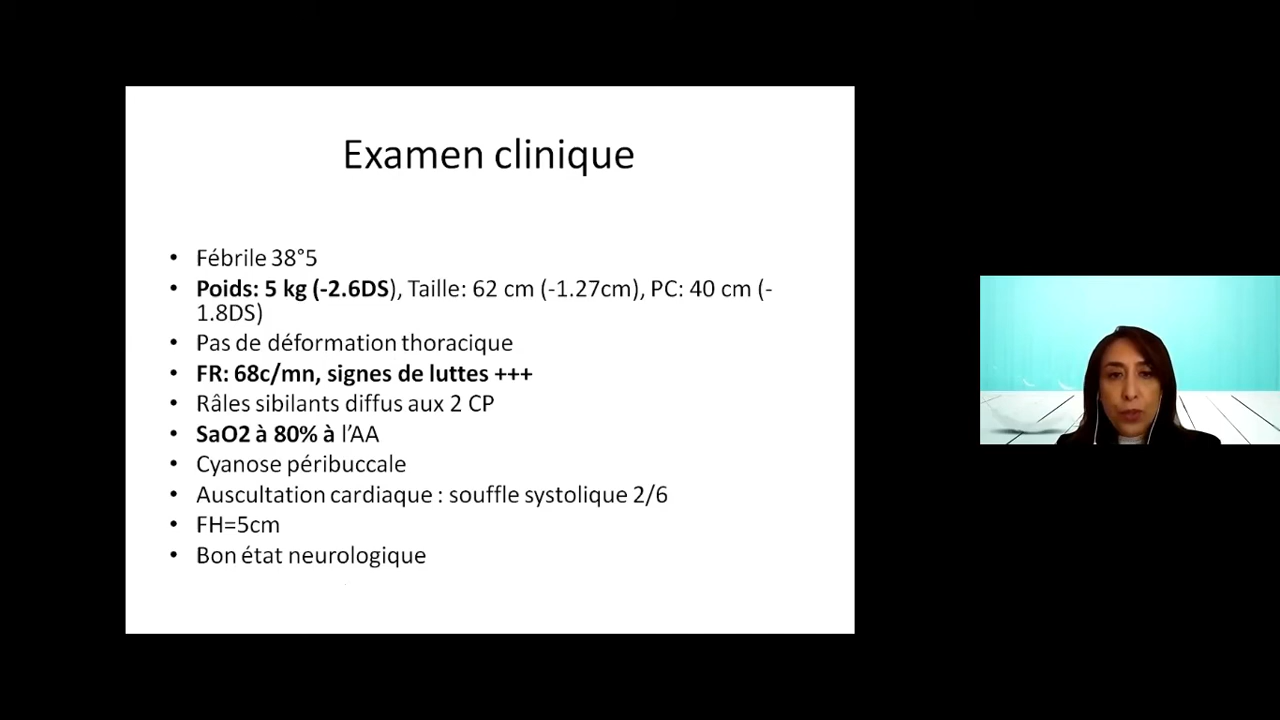 Examen clinique
• Fébrile 38°5
• Poids: 5 kg (-2.6DS), Taille: 62 cm (-1.27cm), PC: 40 cm (-
1.8DS)
• Pas de déformation thoracique
• FR: 68c/mn, signes de luttes +++
• Râles sibilants diffus aux 2 CP
• SaO2 à 80% à l’AA
• Cyanose péribuccale
• Auscultation cardiaque : souffle systolique 2/6
• FH=5cm
• Bon état neurologique